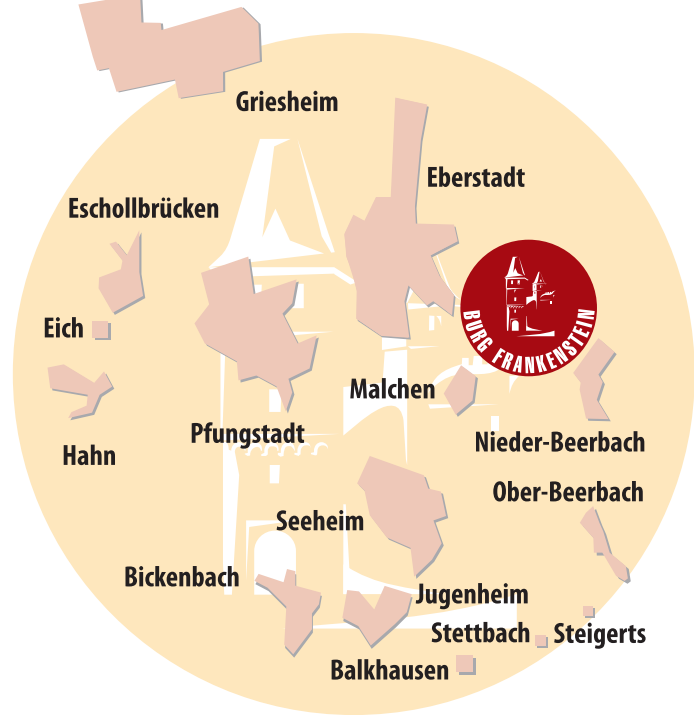 Griesheim
Eberstadt
Eschollbrücken
BURG FRANKENSTEIN
Eich
Malchen
Pfungstadt
Nieder-Beerbach
Hahn
Ober-Beerbach
Seeheim
Bickenbach
Jugenheim
Stettbach
Steigerts
Balkhausen